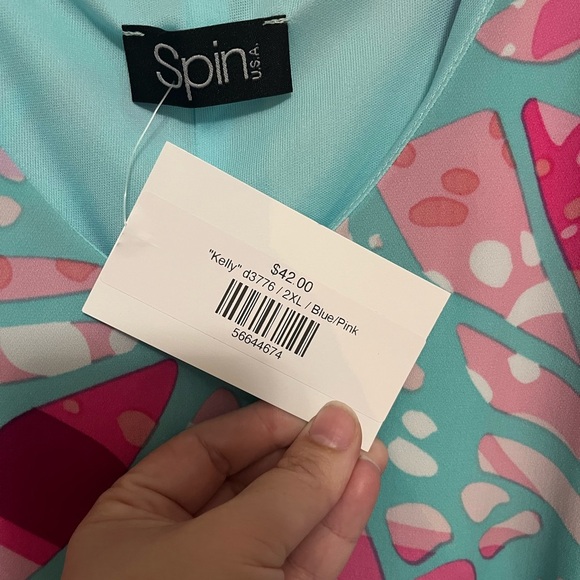 Spin
U.S.A.
$42.00
"Kelly" d3776 / 2XL / Blue/Pink
56644674